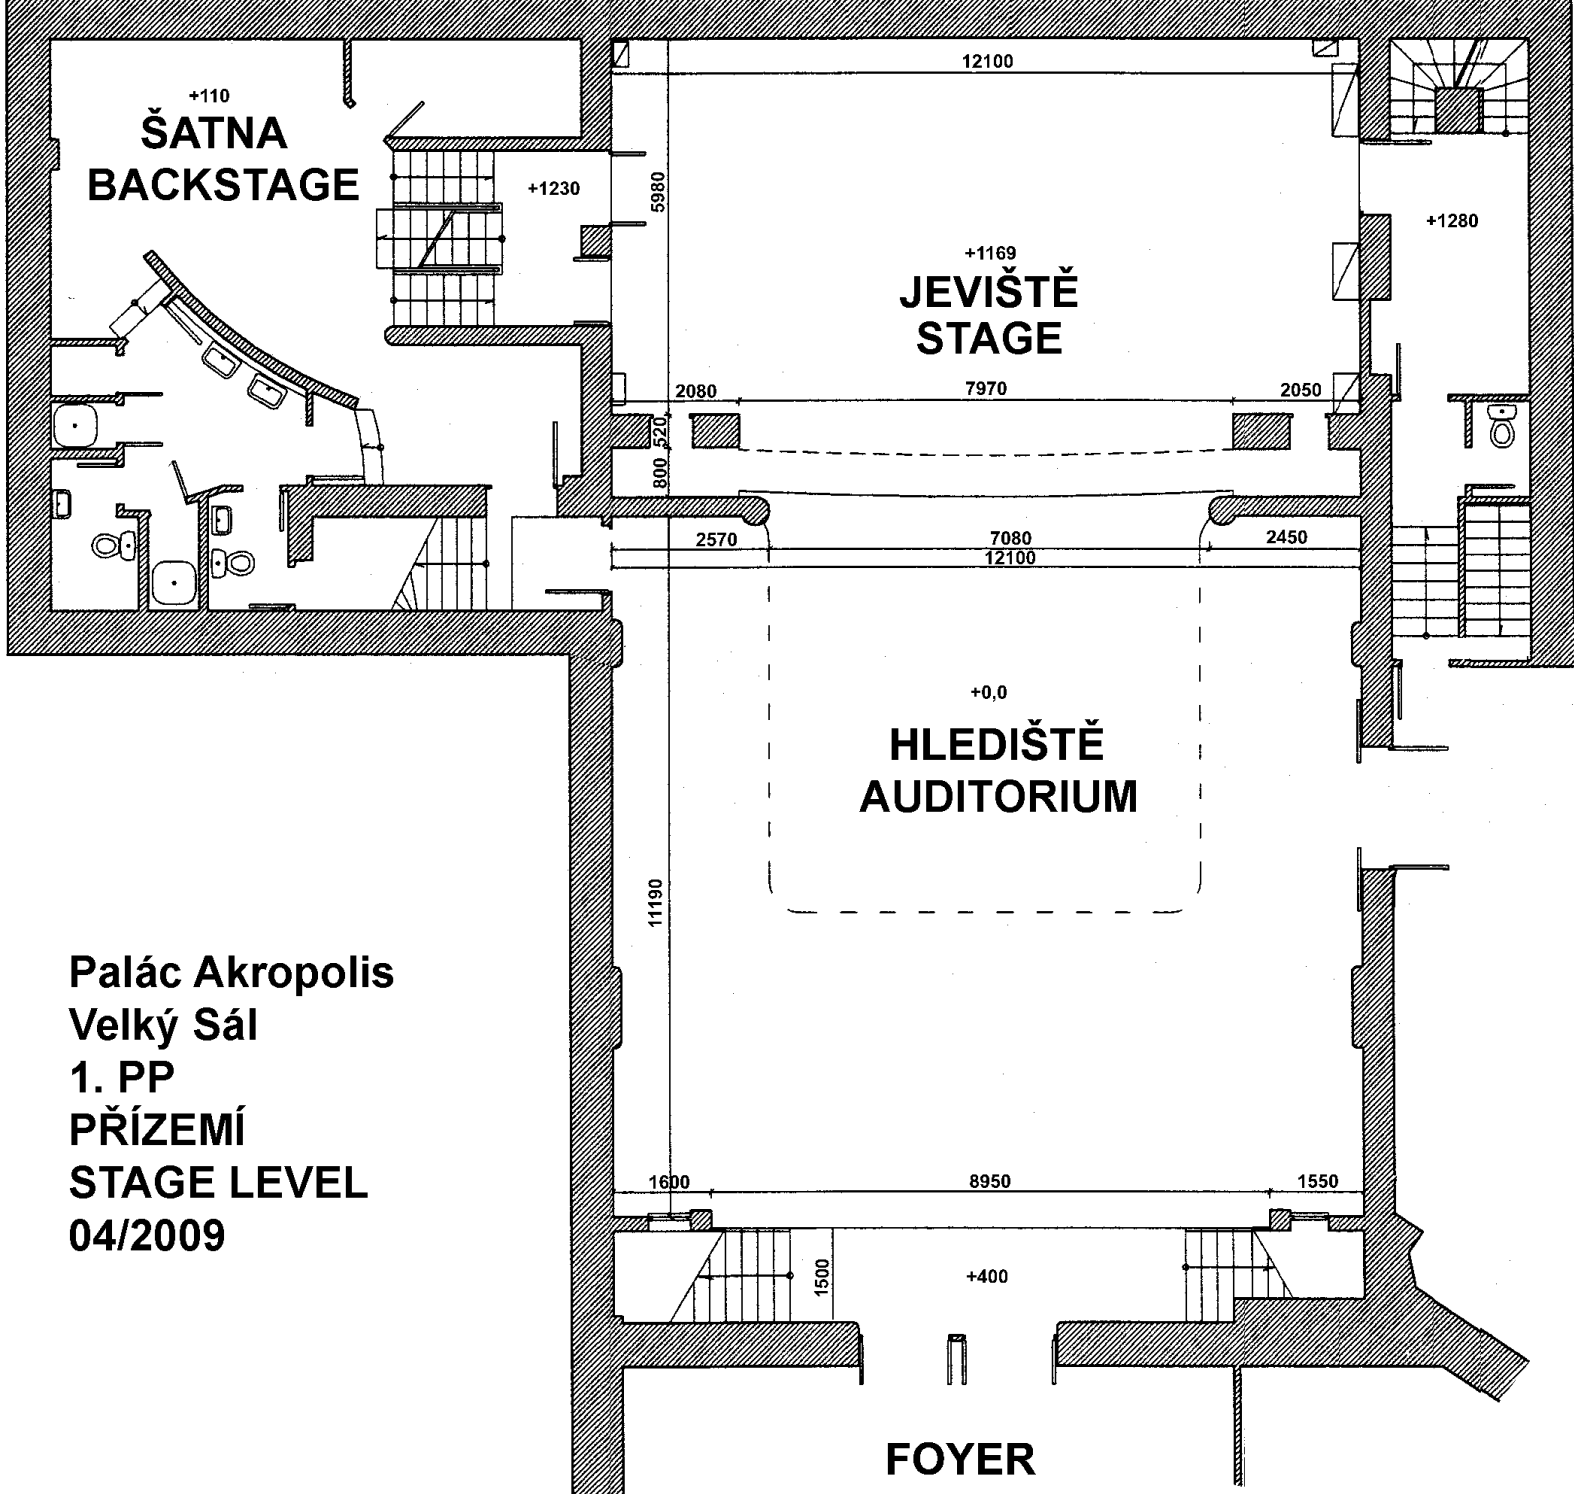 12100
+110
ŠATNA
BACKSTAGE
+1230
5980
+1280
+1169
JEVIŠTĚ
STAGE
2080
7970
2050
520
800
2570
7080
2450
12100
+0,0
HLEDIŠTĚ
AUDITORIUM
11190
Palác Akropolis
Velký Sál
1. PP
PŘÍZEMÍ
STAGE LEVEL
04/2009
1600
8950
1550
1500
+400
FOYER